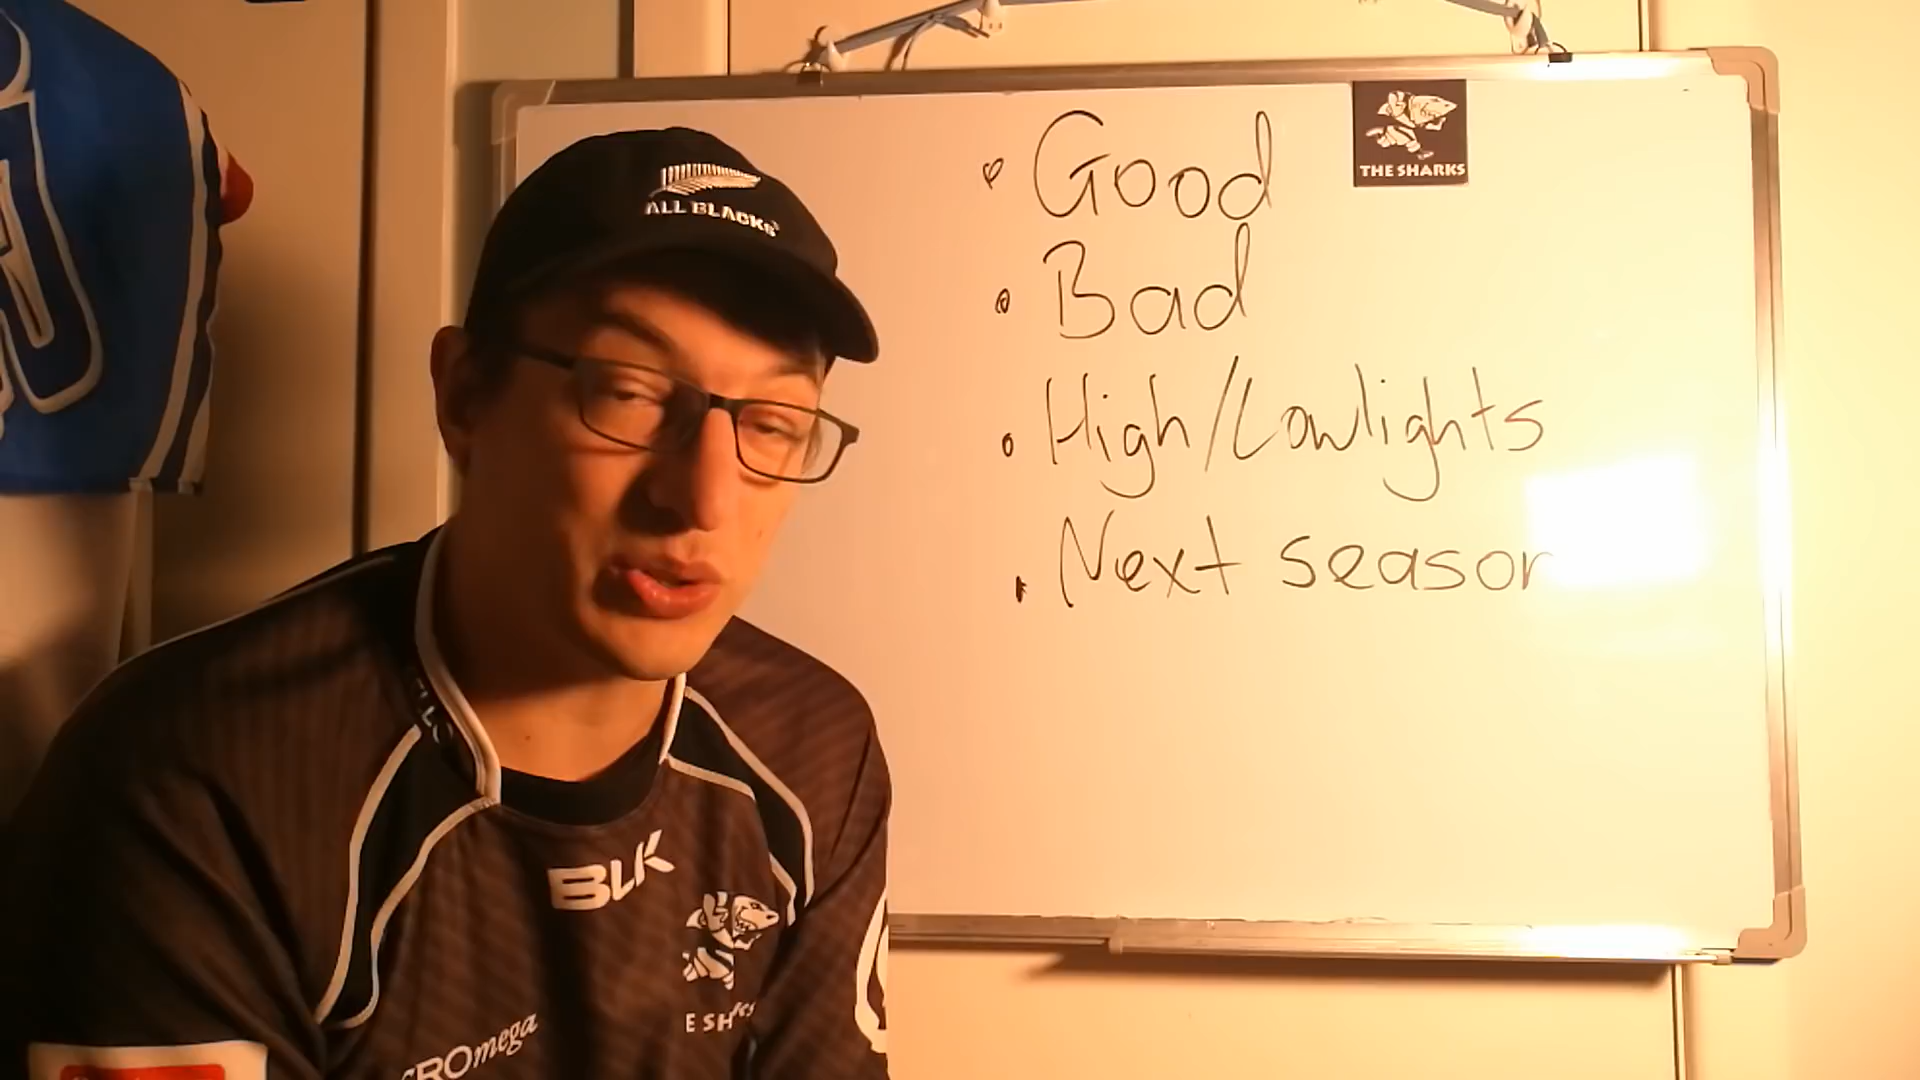 ALL BLACKS
Good
THE SHARKS
Bad
High/Lowlights
Next season
BLK